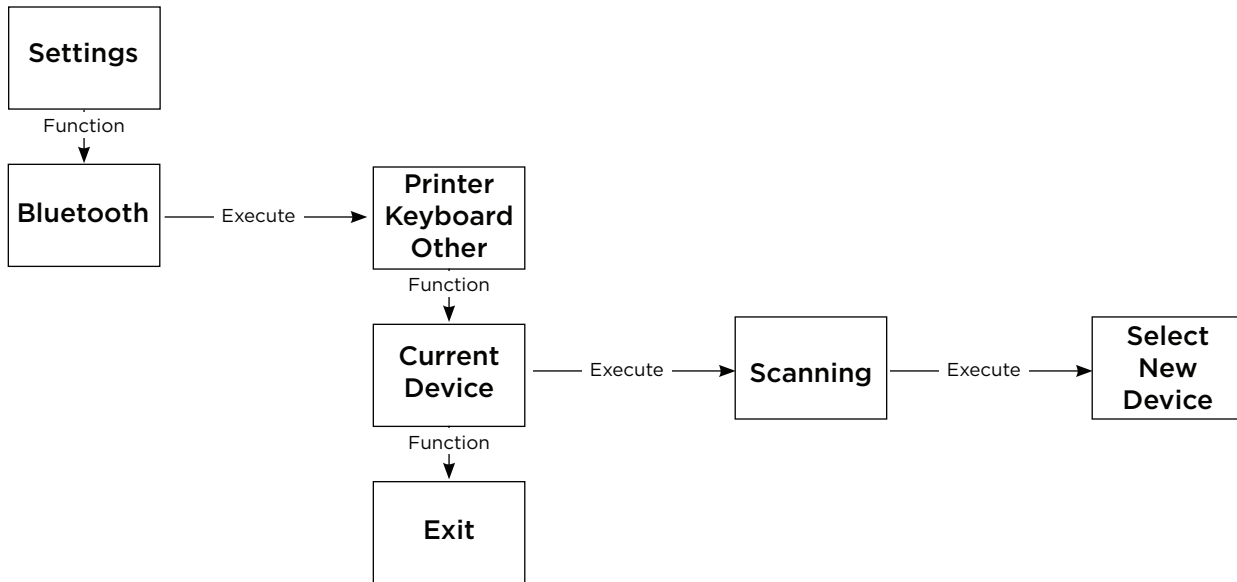 Settings
Function
Bluetooth
Execute
Printer
Keyboard
Other
Function
Current
Device
Execute
Scanning
Execute
Select
New
Device
Function
Exit